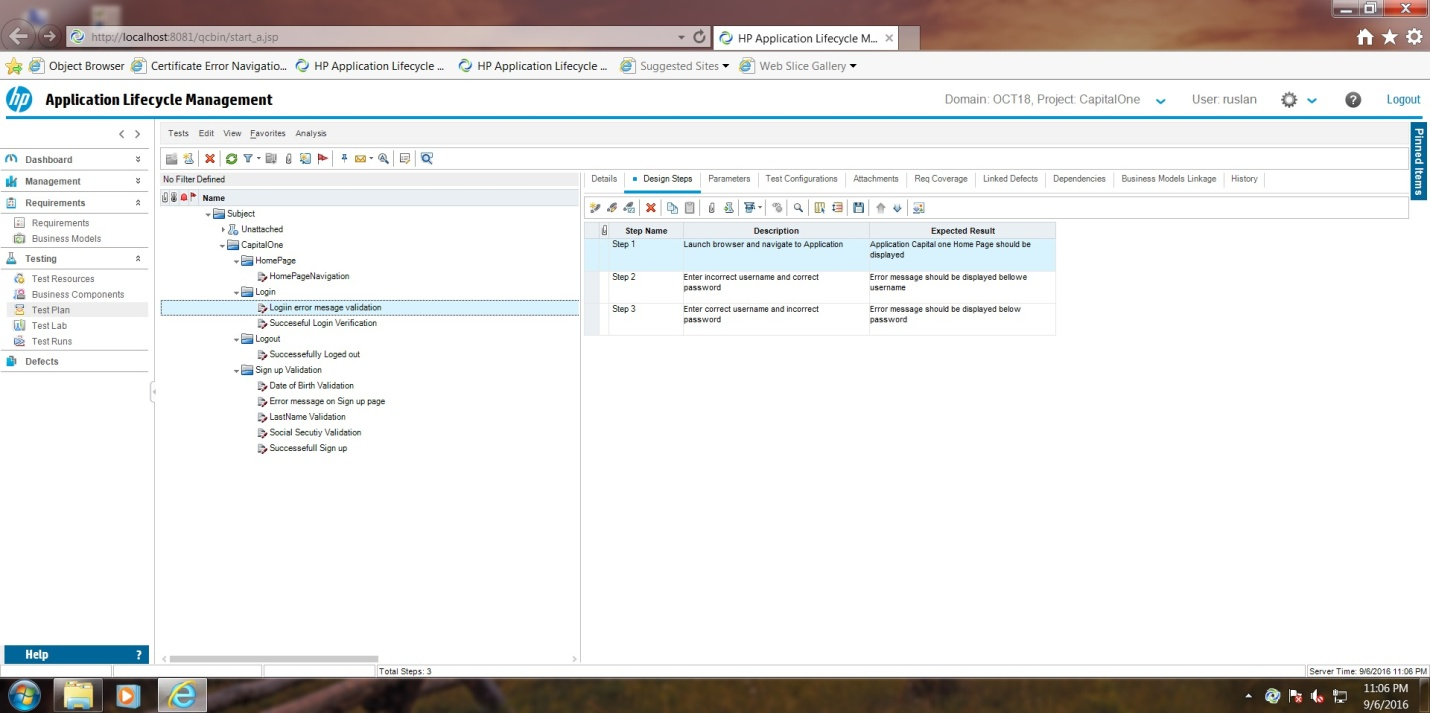 http://localhost:8081/qcbin/start_a.jsp
HP Application Lifecycle M...
Object Browser
Certificate Error Navigatio...
HP Application Lifecycle ...
HP Application Lifecycle ...
Suggested Sites
Web Slice Gallery
hp
Application Lifecycle Management
Domain: OCT18, Project: CapitalOne
User: ruslan
?
Logout
Pinned Items
Dashboard
Management
Requirements
Requirements
Business Models
Testing
Test Resources
Business Components
Test Plan
Test Lab
Test Runs
Defects
Help ?
Tests Edit View Favorites Analysis
No Filter Defined
Name
Subject
Unattached
CapitalOne
HomePage
HomePageNavigation
Login
Logiin error mesage validation
Succeseful Login Verification
Logout
Successefully Loged out
Sign up Validation
Date of Birth Validation
Error message on Sign up page
LastName Validation
Social Secutiy Validation
Successefull Sign up
Details Design Steps Parameters Test Configurations Attachments Req Coverage Linked Defects Dependencies Business Models Linkage History
Step Name Description Expected Result
Step 1 Launch browser and navigate to Application Application Capital one Home Page should be
displayed
Step 2 Enter incorrect username and correct Error message should be displayed bellowe
password username
Step 3 Enter correct username and incorrect Error message should be displayed below
password password
Total Steps: 3
Server Time: 9/6/2016 11:06 PM
11:06 PM
9/6/2016